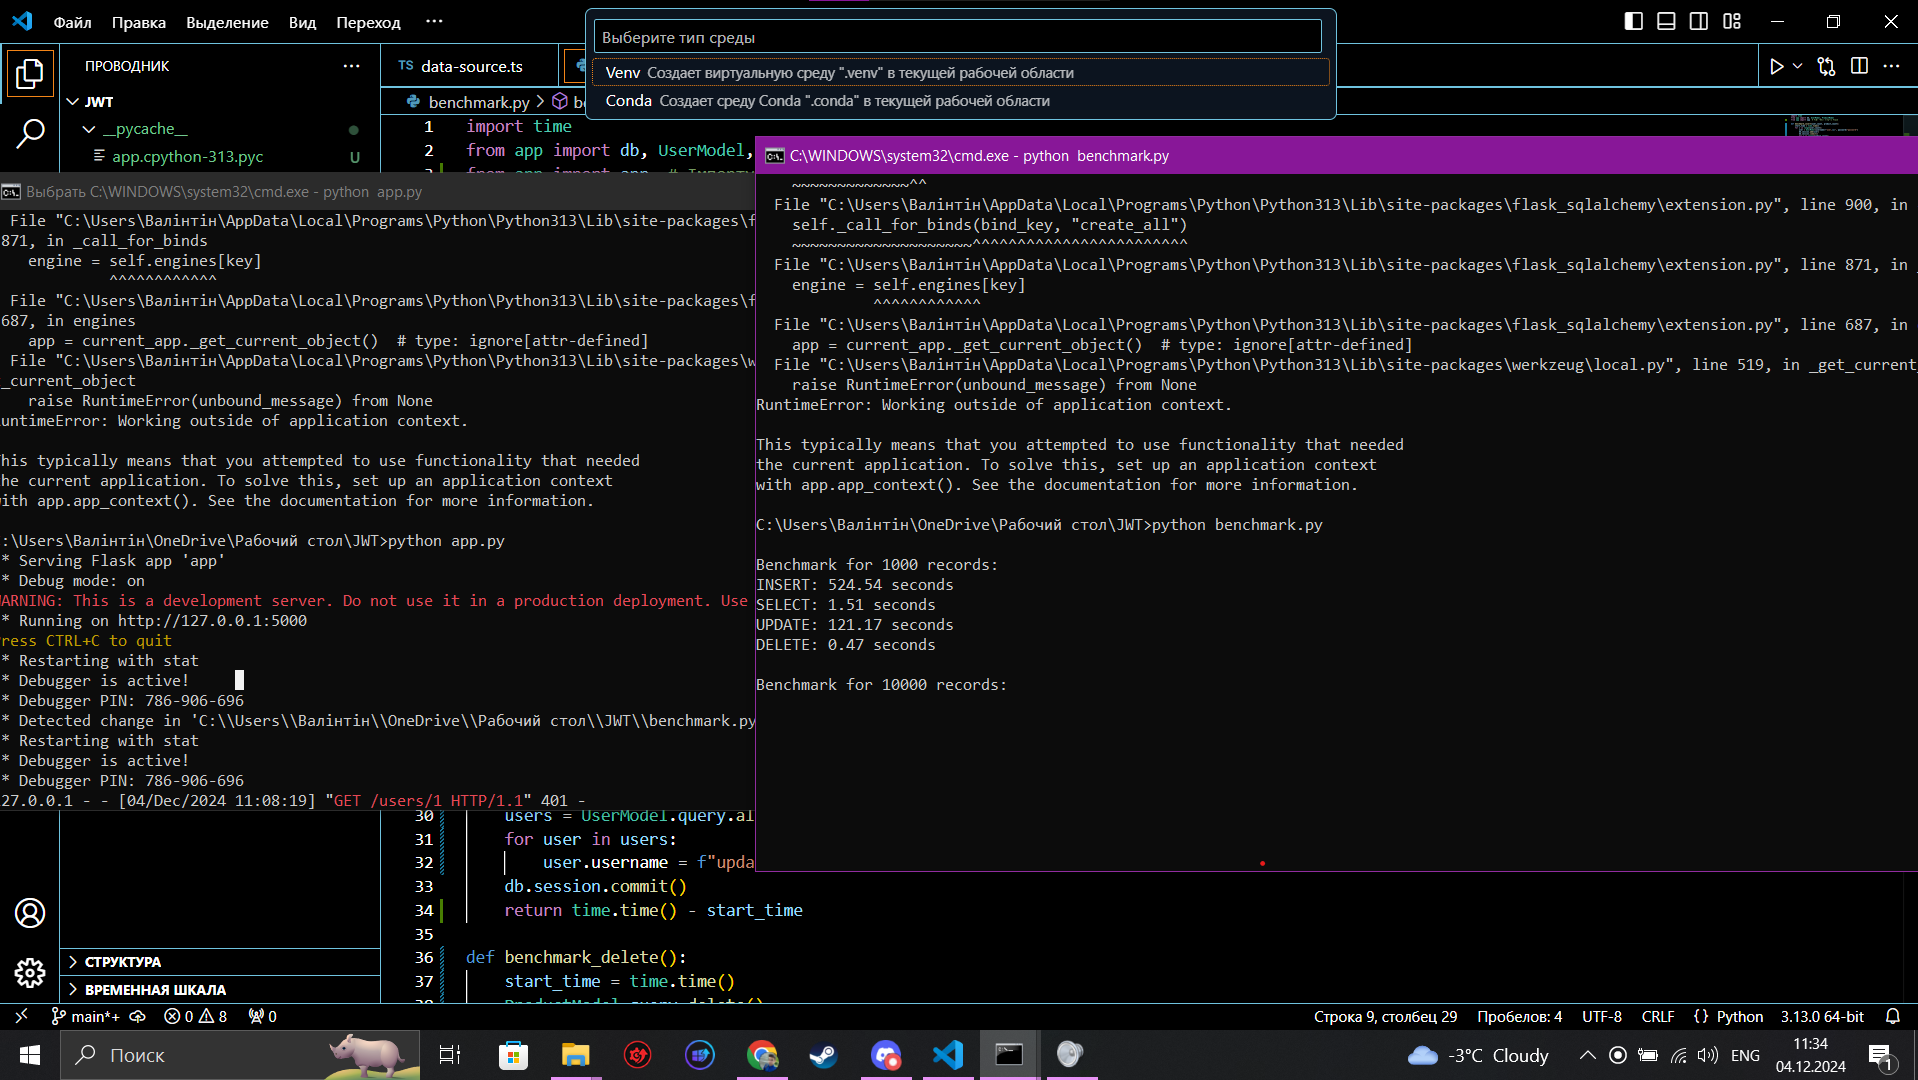 Файл Правка Выделение Вид Переход ···
Выберите тип среды
Venv Создает виртуальную среду ".venv" в текущей рабочей области
Conda Создает среду Conda ".conda" в текущей рабочей области
ПРОВОДНИК ···
TS data-source.ts
JWT
__pycache__
app.cpython-313.pyc U
benchmark.py
1 import time
2 from app import db, UserModel,
Выбрать C:\WINDOWS\system32\cmd.exe - python app.py
File "C:\Users\Валінтін\AppData\Local\Programs\Python\Python313\Lib\site-packages\f
871, in _call_for_binds
engine = self.engines[key]
^^^^^^^^^^^^
File "C:\Users\Валінтін\AppData\Local\Programs\Python\Python313\Lib\site-packages\f
687, in engines
app = current_app._get_current_object()  # type: ignore[attr-defined]
File "C:\Users\Валінтін\AppData\Local\Programs\Python\Python313\Lib\site-packages\w
_current_object
raise RuntimeError(unbound_message) from None
untimeError: Working outside of application context.
his typically means that you attempted to use functionality that needed
the current application. To solve this, set up an application context
ith app.app_context(). See the documentation for more information.
:\Users\Валінтін\OneDrive\Рабочий стол\JWT>python app.py
* Serving Flask app 'app'
* Debug mode: on
ARNING: This is a development server. Do not use it in a production deployment. Use
* Running on http://127.0.0.1:5000
ress CTRL+C to quit
* Restarting with stat
* Debugger is active!
* Debugger PIN: 786-906-696
* Detected change in 'C:\\Users\\Валінтін\\OneDrive\\Рабочий стол\\JWT\\benchmark.py
* Restarting with stat
* Debugger is active!
* Debugger PIN: 786-906-696
27.0.0.1 - - [04/Dec/2024 11:08:19] "GET /users/1 HTTP/1.1" 401 -
C:\WINDOWS\system32\cmd.exe - python benchmark.py
~~~~~~~~~~~~~^^
File "C:\Users\Валінтін\AppData\Local\Programs\Python\Python313\Lib\site-packages\flask_sqlalchemy\extension.py", line 900, in
self._call_for_binds(bind_key, "create_all")
~~~~~~~~~~~~~~~~~~~~^^^^^^^^^^^^^^^^^^^^^^^^
File "C:\Users\Валінтін\AppData\Local\Programs\Python\Python313\Lib\site-packages\flask_sqlalchemy\extension.py", line 871, in _
engine = self.engines[key]
^^^^^^^^^^^^
File "C:\Users\Валінтін\AppData\Local\Programs\Python\Python313\Lib\site-packages\flask_sqlalchemy\extension.py", line 687, in
app = current_app._get_current_object()  # type: ignore[attr-defined]
File "C:\Users\Валінтін\AppData\Local\Programs\Python\Python313\Lib\site-packages\werkzeug\local.py", line 519, in _get_current_
raise RuntimeError(unbound_message) from None
RuntimeError: Working outside of application context.
This typically means that you attempted to use functionality that needed
the current application. To solve this, set up an application context
with app.app_context(). See the documentation for more information.
C:\Users\Валінтін\OneDrive\Рабочий стол\JWT>python benchmark.py
Benchmark for 1000 records:
INSERT: 524.54 seconds
SELECT: 1.51 seconds
UPDATE: 121.17 seconds
DELETE: 0.47 seconds
Benchmark for 10000 records:
30 users = UserModel.query.al
31 for user in users:
32 user.username = f"upda
33 db.session.commit()
34 return time.time() - start_time
35
36 def benchmark_delete():
37 start_time = time.time()
СТРУКТУРА
ВРЕМЕННАЯ ШКАЛА
main*+ 0 8 0
Строка 9, столбец 29 Пробелов: 4 UTF-8 CRLF {} Python 3.13.0 64-bit
Поиск
-3°C Cloudy
ENG
11:34
04.12.2024
1